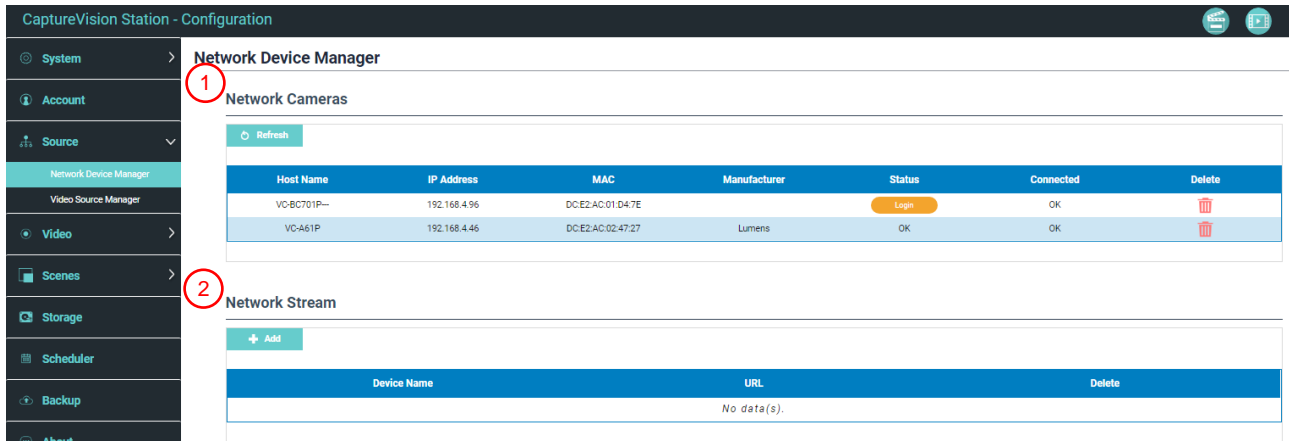 CaptureVision Station - Configuration
System
Network Device Manager
1
Account
Network Cameras
Source
Refresh
Network Device Manager
Host Name IP Address MAC Manufacturer Status Connected Delete
Video Source Manager
VC-BC701P--- 192.168.4.96 DC:E2:AC:01:D4:7E Login OK
VC-A61P 192.168.4.46 DC:E2:AC:02:47:27 Lumens OK OK
Video
Scenes
2
Network Stream
Storage
Add
Scheduler
Device Name URL Delete
Backup
No data(s).
About